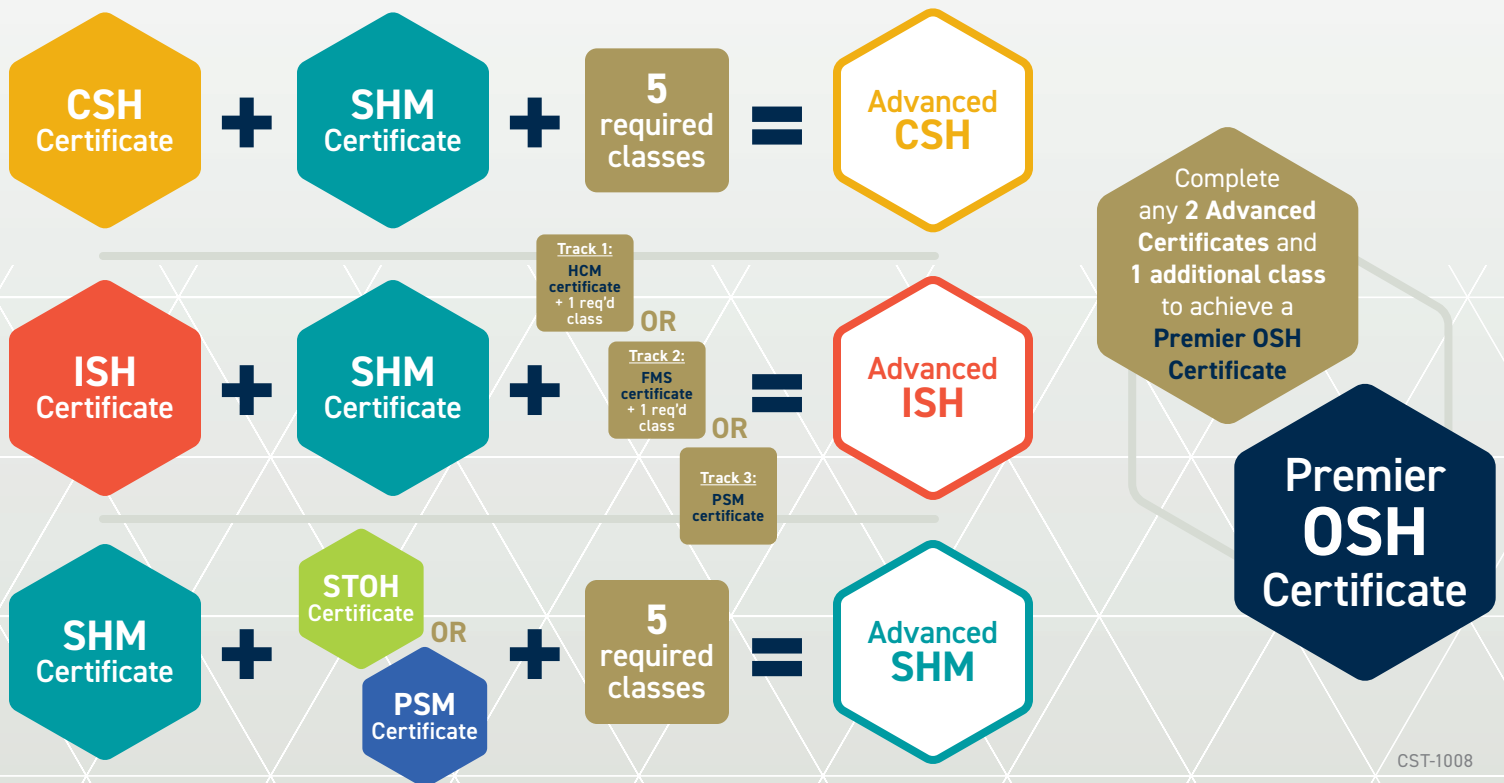 CSH
Certificate
+
SHM
Certificate
+
5
required
classes
=
Advanced
CSH
ISH
Certificate
+
SHM
Certificate
+
Track 1:
HCM
certificate
+ 1 req'd
class
OR
Track 2:
FMS
certificate
+ 1 req'd
class
OR
Track 3:
PSM
certificate
=
Advanced
ISH
SHM
Certificate
+
STOH
Certificate
OR
PSM
Certificate
+
5
required
classes
=
Advanced
SHM
Complete
any 2 Advanced
Certificates and
1 additional class
to achieve a
Premier OSH
Certificate
Premier
OSH
Certificate
CST-1008